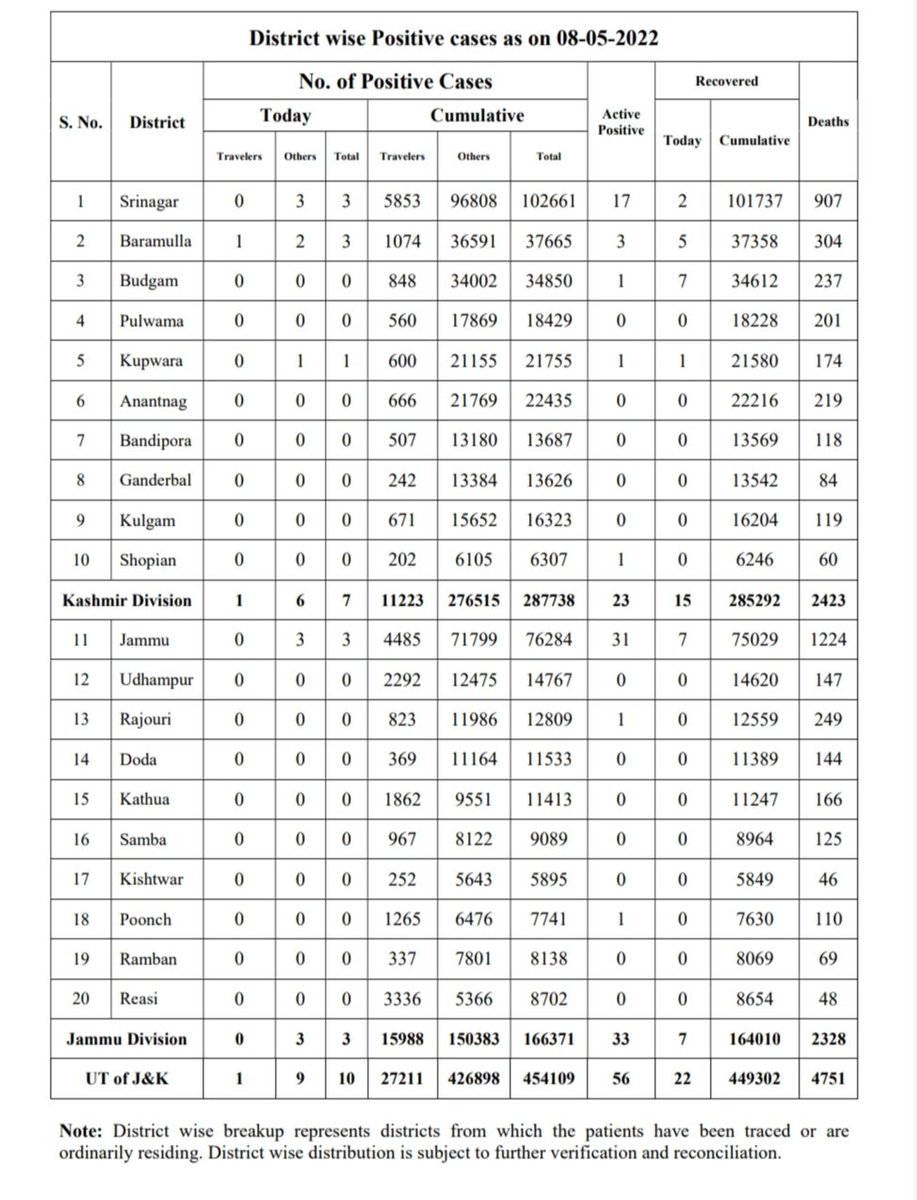 District wise Positive cases as on 08-05-2022
S. No. District No. of Positive Cases Active Positive Recovered Deaths
Today Cumulative Today Cumulative
Travelers Others Total Travelers Others Total
1 Srinagar 0 3 3 5853 96808 102661 17 2 101737 907
2 Baramulla 1 2 3 1074 36591 37665 3 5 37358 304
3 Budgam 0 0 0 848 34002 34850 1 7 34612 237
4 Pulwama 0 0 0 560 17869 18429 0 0 18228 201
5 Kupwara 0 1 1 600 21155 21755 1 1 21580 174
6 Anantnag 0 0 0 666 21769 22435 0 0 22216 219
7 Bandipora 0 0 0 507 13180 13687 0 0 13569 118
8 Ganderbal 0 0 0 242 13384 13626 0 0 13542 84
9 Kulgam 0 0 0 671 15652 16323 0 0 16204 119
10 Shopian 0 0 0 202 6105 6307 1 0 6246 60
Kashmir Division 1 6 7 11223 276515 287738 23 15 285292 2423
11 Jammu 0 3 3 4485 71799 76284 31 7 75029 1224
12 Udhampur 0 0 0 2292 12475 14767 0 0 14620 147
13 Rajouri 0 0 0 823 11986 12809 1 0 12559 249
14 Doda 0 0 0 369 11164 11533 0 0 11389 144
15 Kathua 0 0 0 1862 9551 11413 0 0 11247 166
16 Samba 0 0 0 967 8122 9089 0 0 8964 125
17 Kishtwar 0 0 0 252 5643 5895 0 0 5849 46
18 Poonch 0 0 0 1265 6476 7741 1 0 7630 110
19 Ramban 0 0 0 337 7801 8138 0 0 8069 69
20 Reasi 0 0 0 3336 5366 8702 0 0 8654 48
Jammu Division 0 3 3 15988 150383 166371 33 7 164010 2328
UT of J&K 1 9 10 27211 426898 454109 56 22 449302 4751
Note: District wise breakup represents districts from which the patients have been traced or are
ordinarily residing. District wise distribution is subject to further verification and reconciliation.